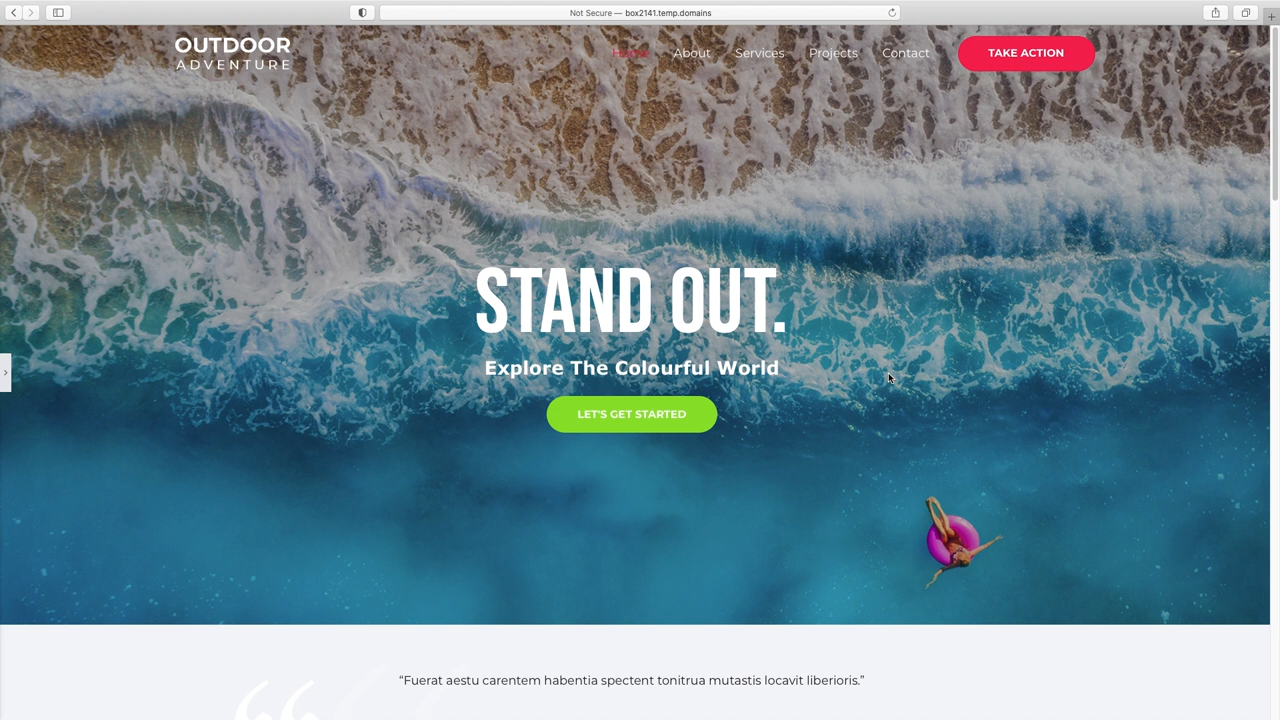 Not Secure — box2141.temp.domains
OUTDOOR
ADVENTURE
Home About Services Projects Contact TAKE ACTION
STAND OUT.
Explore The Colourful World
LET'S GET STARTED
“Fuerat aestu carentem habentia spectent tonitrua mutastis locavit liberioris.”